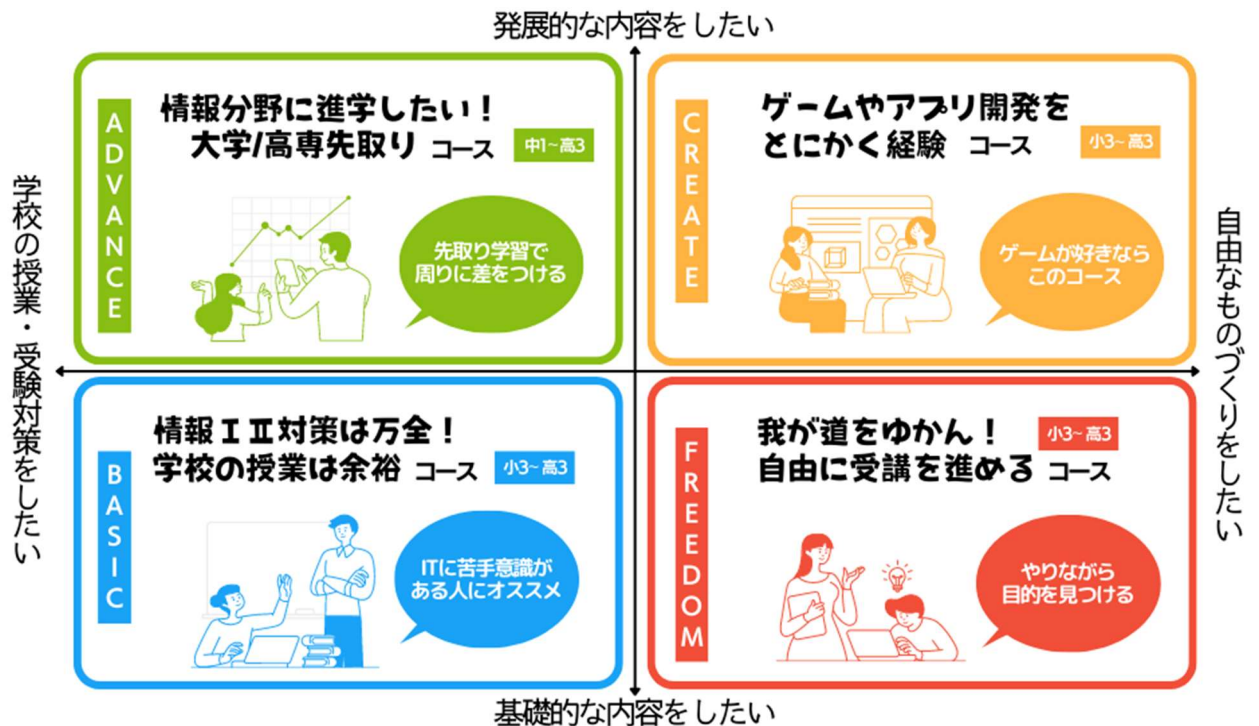 発展的な内容をしたい
ADVANCE
情報分野に進学したい！
大学/高専先取り コース
中1~高3
先取り学習で
周りに差をつける
CREATE
ゲームやアプリ開発を
とにかく経験 コース
小3~高3
ゲームが好きなら
このコース
学校の授業・受験対策をしたい
自由なものづくりをしたい
BASIC
情報ⅠⅡ対策は万全！
学校の授業は余裕 コース
小3~高3
ITに苦手意識が
ある人にオススメ
FREEDOM
我が道をゆかん！
小3~高3
自由に受講を進める コース
やりながら
目的を見つける
基礎的な内容をしたい